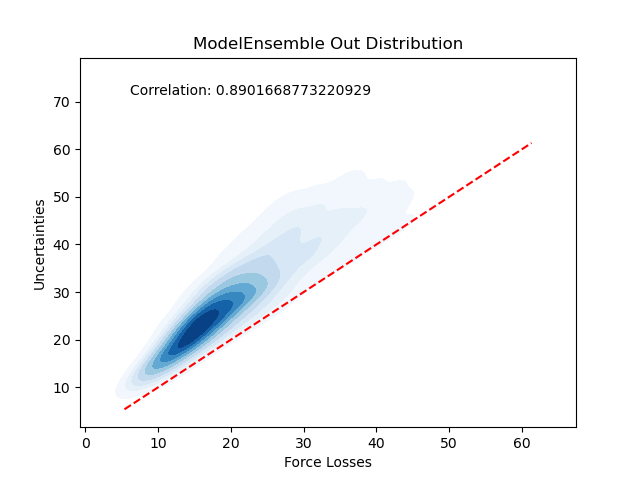 ModelEnsemble Out Distribution
Correlation: 0.8901668773220929
Uncertainties
70
60
50
40
30
20
10
0 10 20 30 40 50 60
Force Losses